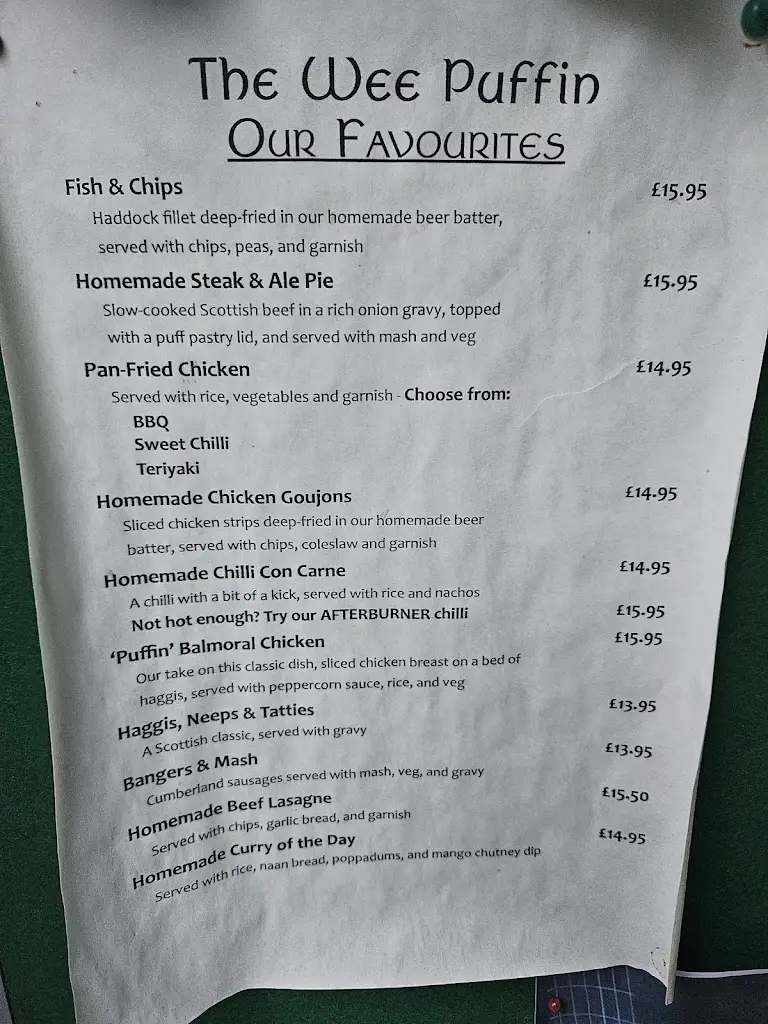 The Wee Puffin
Our Favourites
Fish & Chips £15.95
Haddock fillet deep-fried in our homemade beer batter,
served with chips, peas, and garnish
Homemade Steak & Ale Pie £15.95
Slow-cooked Scottish beef in a rich onion gravy, topped
with a puff pastry lid, and served with mash and veg
Pan-Fried Chicken £14.95
Served with rice, vegetables and garnish - Choose from:
BBQ
Sweet Chilli
Teriyaki
Homemade Chicken Goujons £14.95
Sliced chicken strips deep-fried in our homemade beer
batter, served with chips, coleslaw and garnish
Homemade Chilli Con Carne £14.95
A chilli with a bit of a kick, served with rice and nachos
Not hot enough? Try our AFTERBURNER chilli £15.95
'Puffin' Balmoral Chicken £15.95
Our take on this classic dish, sliced chicken breast on a bed of
haggis, served with peppercorn sauce, rice, and veg
Haggis, Neeps & Tatties £13.95
A Scottish classic, served with gravy
Bangers & Mash £13.95
Cumberland sausages served with mash, veg, and gravy
Homemade Beef Lasagne £15.50
Served with chips, garlic bread, and garnish
Homemade Curry of the Day £14.95
Served with rice, naan bread, poppadums, and mango chutney dip